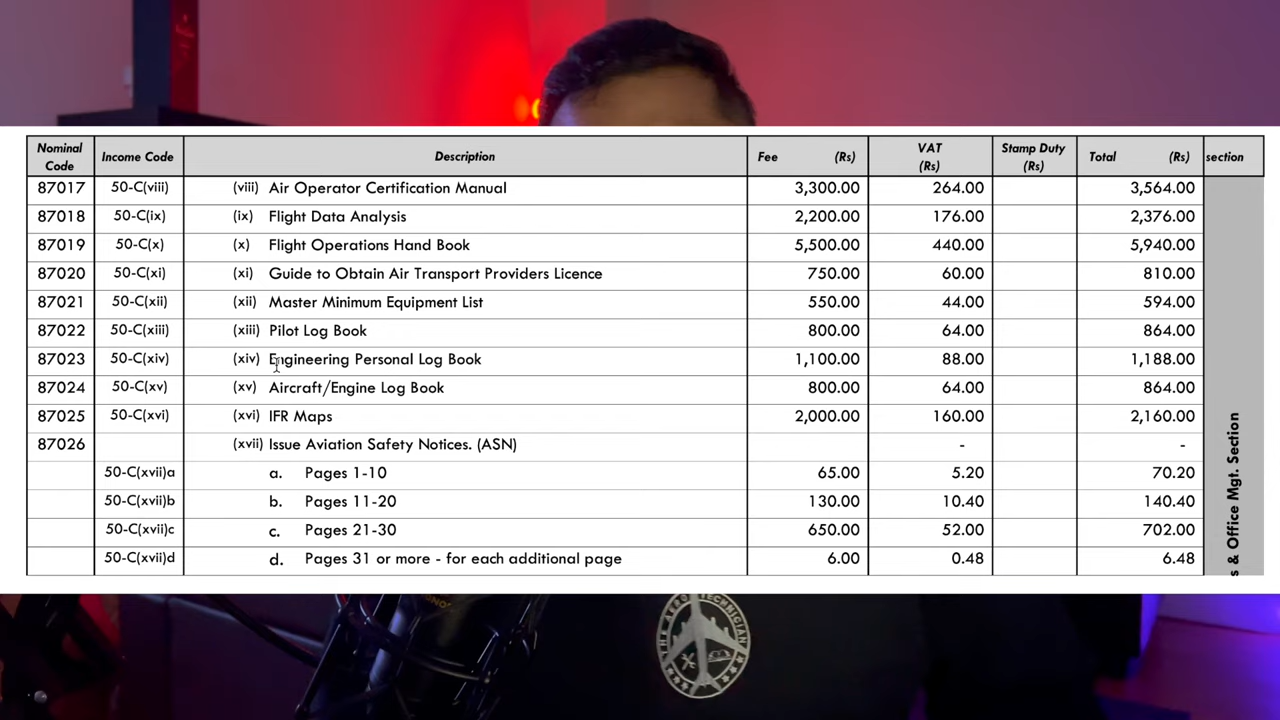 Nominal Code Income Code Description Fee (Rs) VAT (Rs) Stamp Duty (Rs) Total (Rs) section
87017 50-C(viii) (viii) Air Operator Certification Manual 3,300.00 264.00 3,564.00
87018 50-C(ix) (ix) Flight Data Analysis 2,200.00 176.00 2,376.00
87019 50-C(x) (x) Flight Operations Hand Book 5,500.00 440.00 5,940.00
87020 50-C(xi) (xi) Guide to Obtain Air Transport Providers Licence 750.00 60.00 810.00
87021 50-C(xii) (xii) Master Minimum Equipment List 550.00 44.00 594.00
87022 50-C(xiii) (xiii) Pilot Log Book 800.00 64.00 864.00
87023 50-C(xiv) (xiv) Engineering Personal Log Book 1,100.00 88.00 1,188.00
87024 50-C(xv) (xv) Aircraft/Engine Log Book 800.00 64.00 864.00
87025 50-C(xvi) (xvi) IFR Maps 2,000.00 160.00 2,160.00
87026 (xvii) Issue Aviation Safety Notices. (ASN) - -
50-C(xvii)a a. Pages 1-10 65.00 5.20 70.20
50-C(xvii)b b. Pages 11-20 130.00 10.40 140.40
50-C(xvii)c c. Pages 21-30 650.00 52.00 702.00
50-C(xvii)d d. Pages 31 or more - for each additional page 6.00 0.48 6.48
& Office Mgt. Section
THE AERO TECHNICIAN